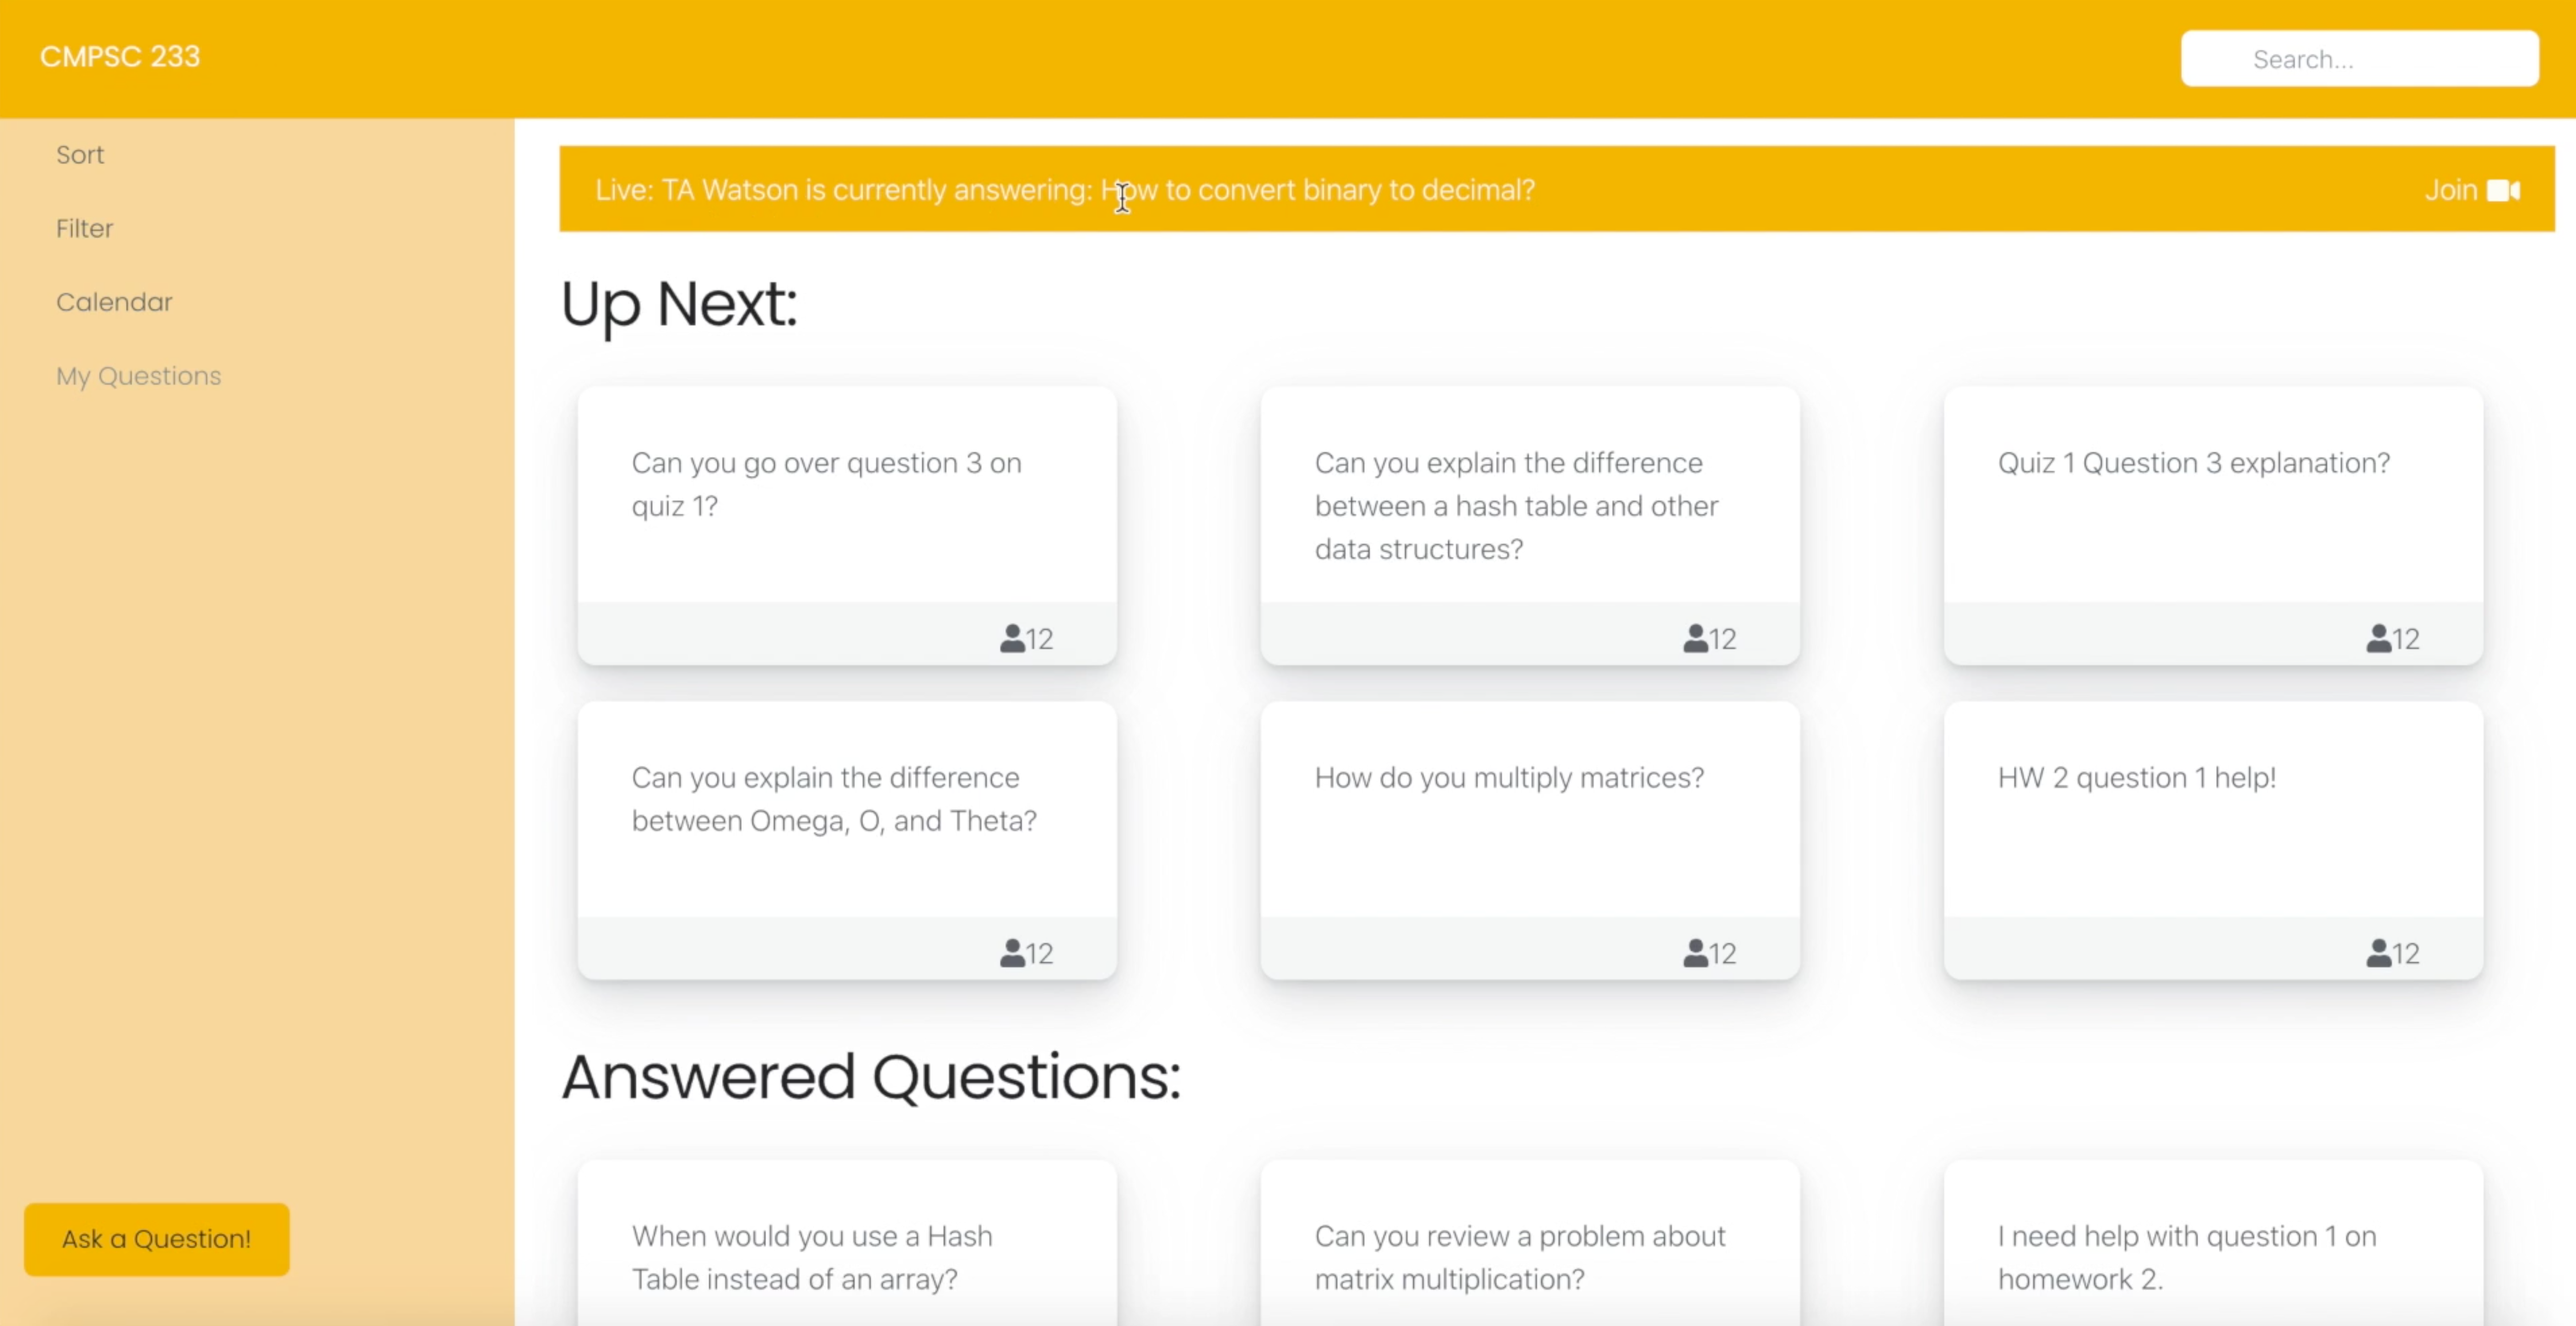 CMPSC 233
Search...
Sort
Filter
Calendar
My Questions
Ask a Question!
Live: TA Watson is currently answering: How to convert binary to decimal?
Join
Up Next:
Can you go over question 3 on
quiz 1?
12
Can you explain the difference
between a hash table and other
data structures?
12
Quiz 1 Question 3 explanation?
12
Can you explain the difference
between Omega, O, and Theta?
12
How do you multiply matrices?
12
HW 2 question 1 help!
12
Answered Questions:
When would you use a Hash
Table instead of an array?
Can you review a problem about
matrix multiplication?
I need help with question 1 on
homework 2.